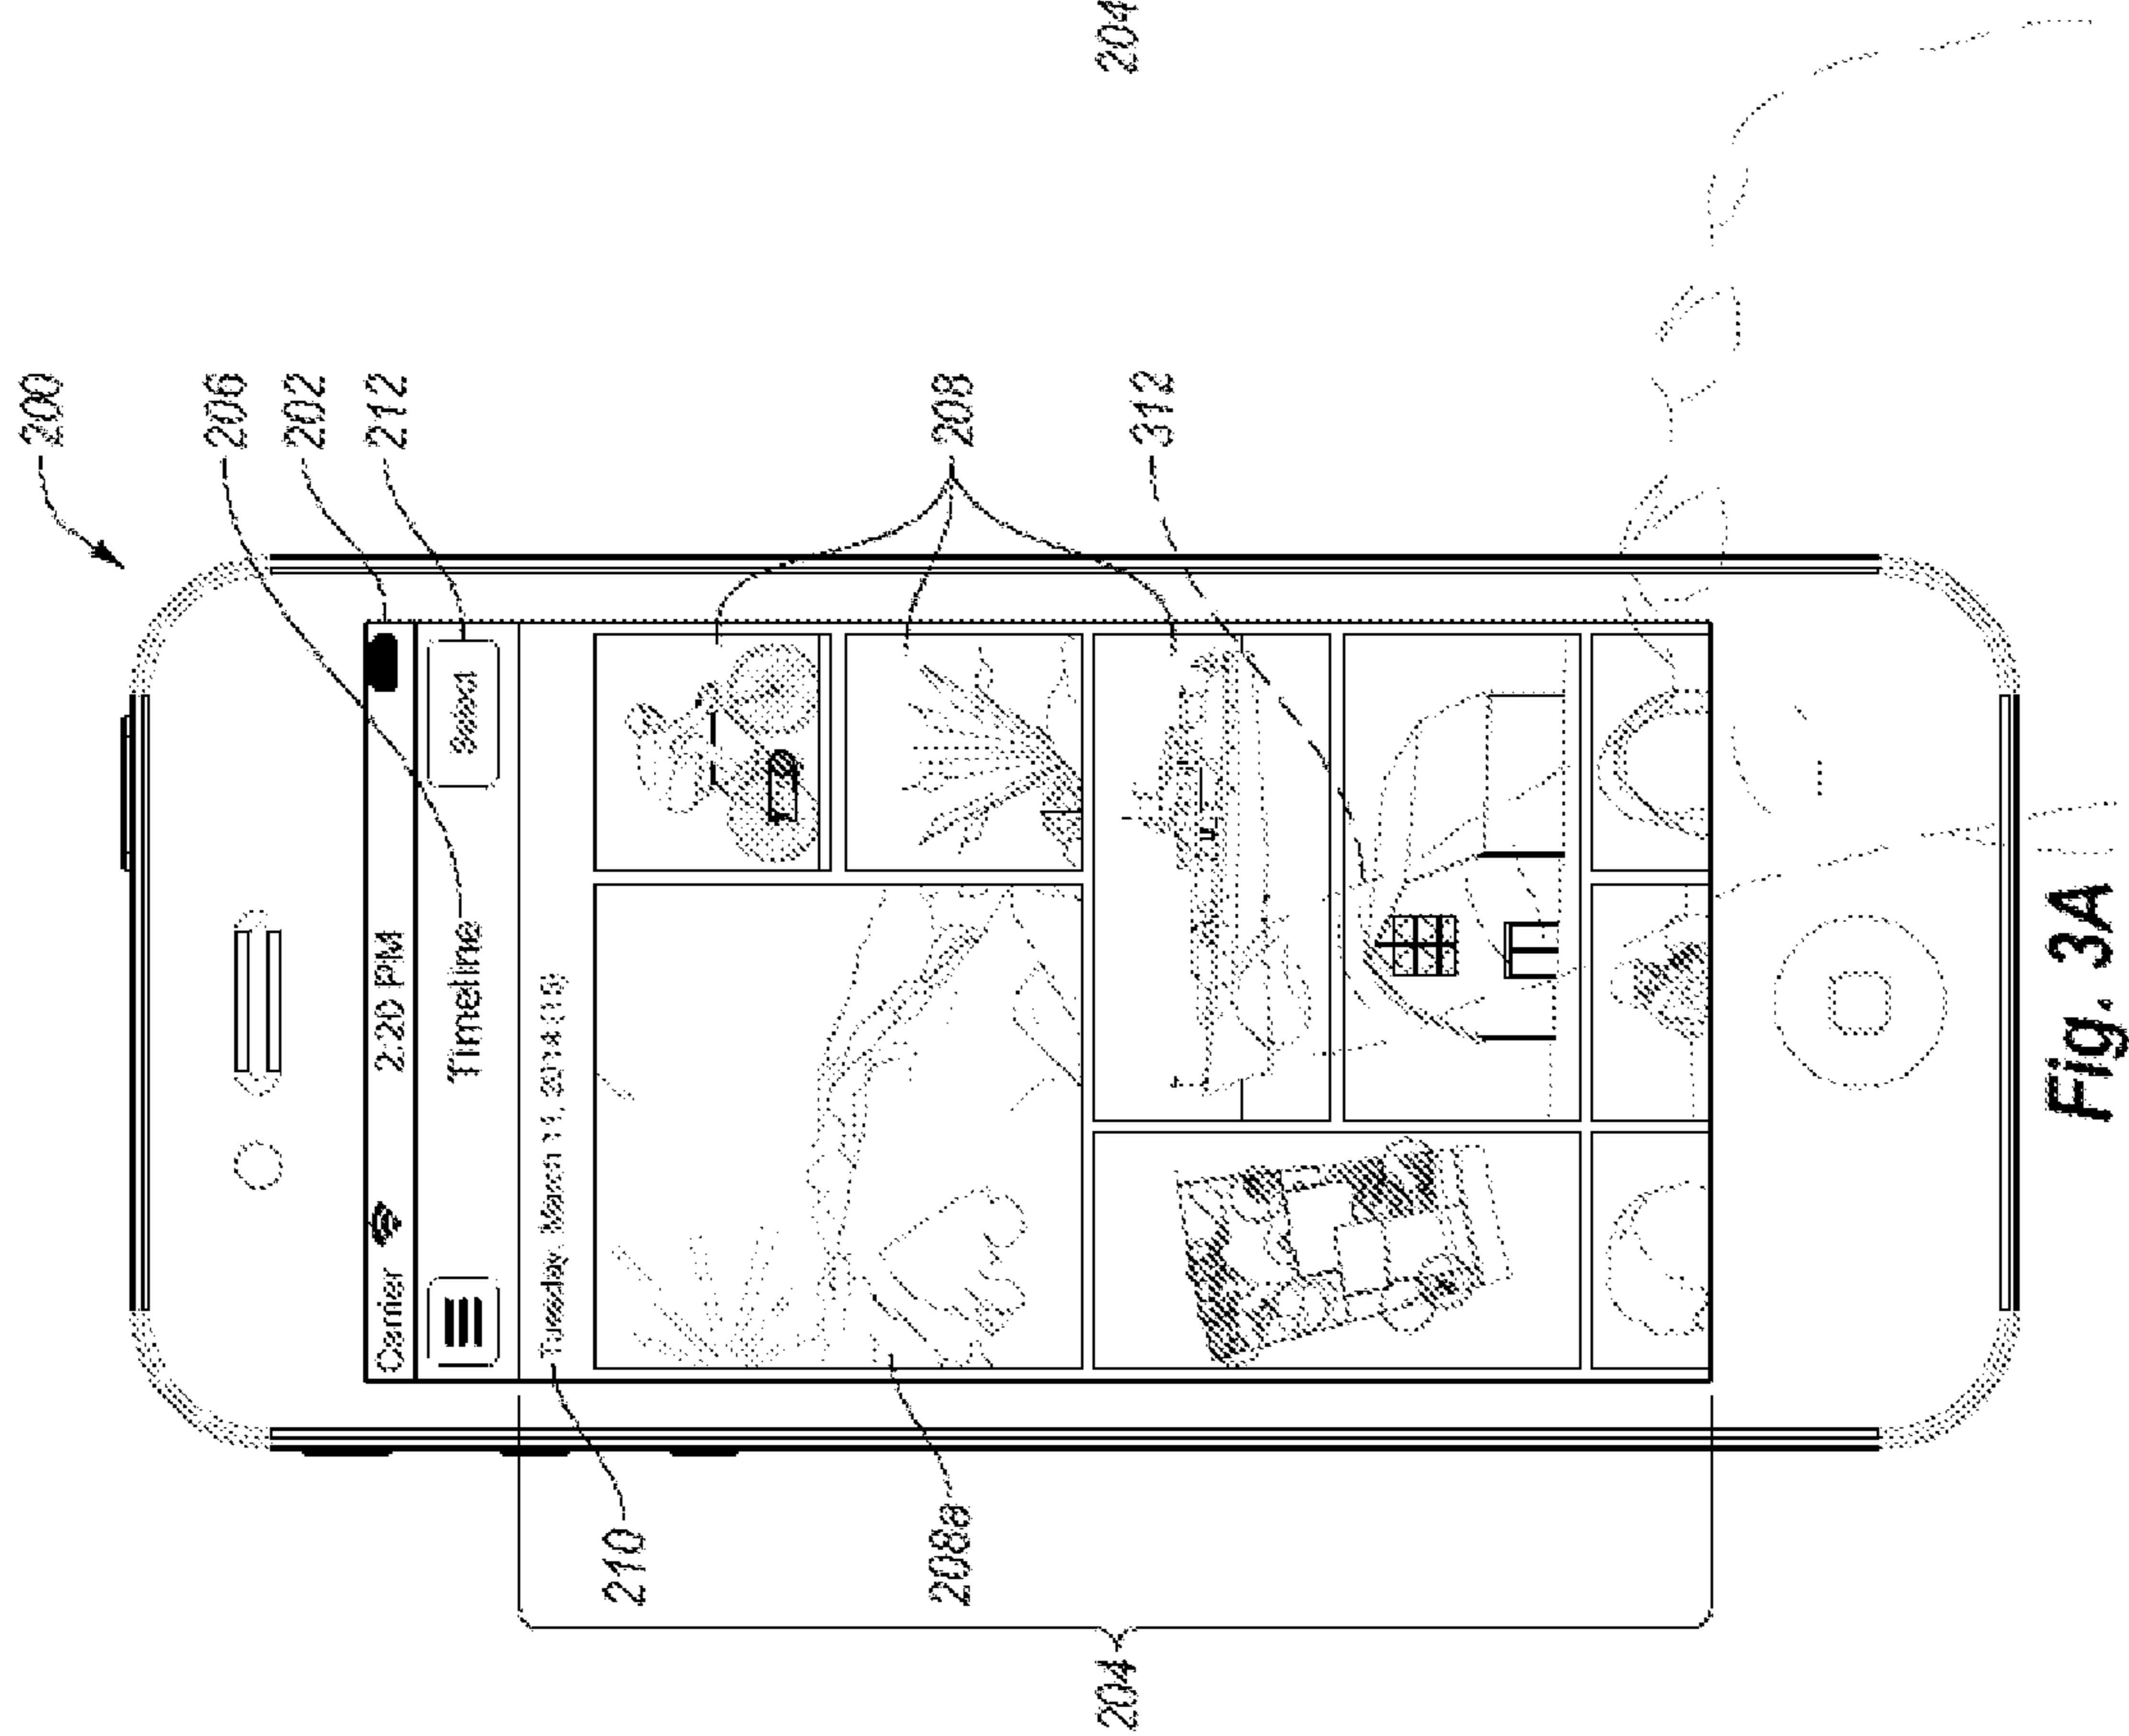 200
206
202
212
Carrier 2:20 PM
Timeline
Select
Tuesday, March 11, 2014
210
208
208a
312
204
204
Fig. 3A